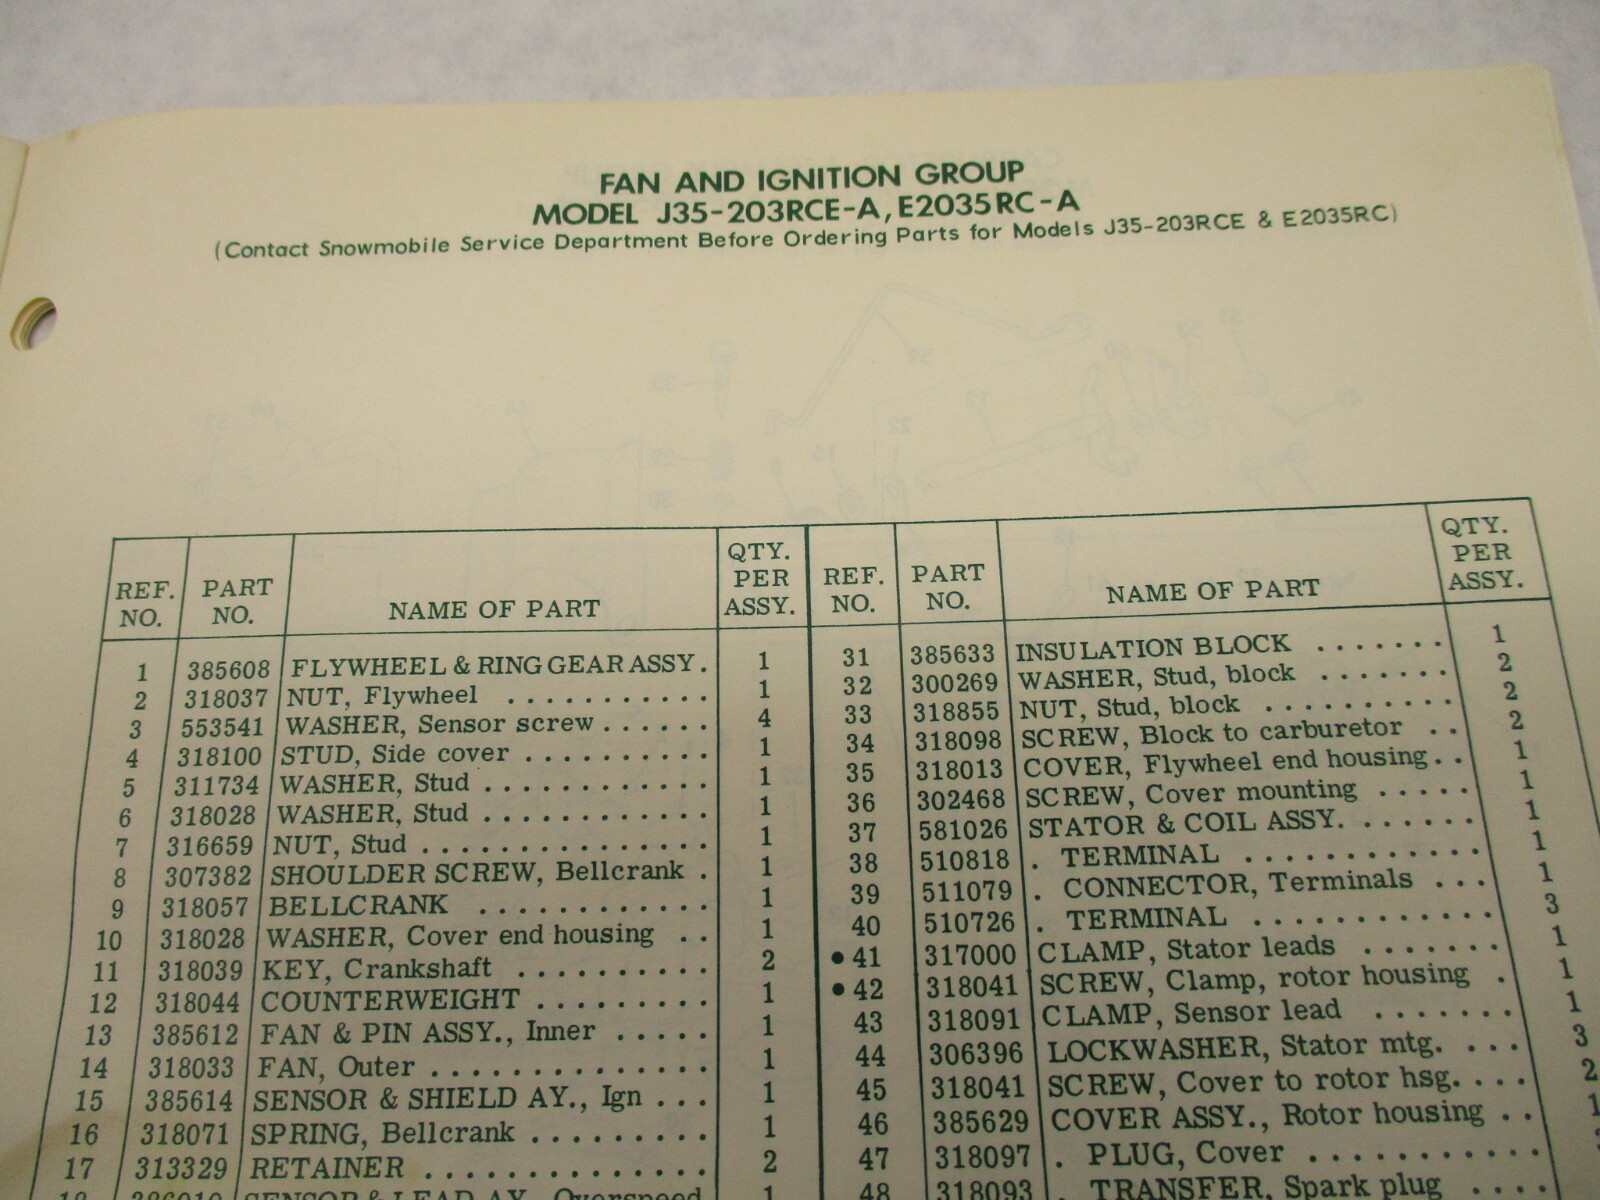 FAN AND IGNITION GROUP
MODEL J35-203RCE-A, E2035RC-A
(Contact Snowmobile Service Department Before Ordering Parts for Models J35-203RCE & E2035RC)
REF. NO. PART NO. NAME OF PART QTY. PER ASSY. REF. NO. PART NO. NAME OF PART QTY. PER ASSY.
1 385608 FLYWHEEL & RING GEAR ASSY. 1
2 318037 NUT, Flywheel . . . . . . . . . . . 1
3 553541 WASHER, Sensor screw . . . . . . 4
4 318100 STUD, Side cover . . . . . . . . . . 1
5 311734 WASHER, Stud . . . . . . . . . . . . 1
6 318028 WASHER, Stud . . . . . . . . . . . . 1
7 316659 NUT, Stud . . . . . . . . . . . . . . . 1
8 307382 SHOULDER SCREW, Bellcrank . 1
9 318057 BELLCRANK . . . . . . . . . . . . 1
10 318028 WASHER, Cover end housing . . 1
11 318039 KEY, Crankshaft . . . . . . . . . . 2
12 318044 COUNTERWEIGHT . . . . . . . . . 1
13 385612 FAN & PIN ASSY., Inner . . . . . 1
14 318033 FAN, Outer . . . . . . . . . . . . . . 1
15 385614 SENSOR & SHIELD AY., Ign . . . 1
16 318071 SPRING, Bellcrank . . . . . . . . . 1
17 313329 RETAINER . . . . . . . . . . . . . . 2
18 SENSOR & LEAD AY., Overspeed 1
31 385633 INSULATION BLOCK . . . . . . . 1
32 300269 WASHER, Stud, block . . . . . . . 2
33 318855 NUT, Stud, block . . . . . . . . . . 2
34 318098 SCREW, Block to carburetor . . 2
35 318013 COVER, Flywheel end housing . . 1
36 302468 SCREW, Cover mounting . . . . . 1
37 581026 STATOR & COIL ASSY. . . . . . . 1
38 510818 . TERMINAL . . . . . . . . . . . . 1
39 511079 . CONNECTOR, Terminals . . . 1
40 510726 . TERMINAL . . . . . . . . . . . . 3
• 41 317000 CLAMP, Stator leads . . . . . . . 1
• 42 318041 SCREW, Clamp, rotor housing . 1
43 318091 CLAMP, Sensor lead . . . . . . . 1
44 306396 LOCKWASHER, Stator mtg. . . . 3
45 318041 SCREW, Cover to rotor hsg. . . . . 2
46 385629 COVER ASSY., Rotor housing . . 1
47 318097 . PLUG, Cover . . . . . . . . . . .
48 318093 . TRANSFER, Spark plug . . . .